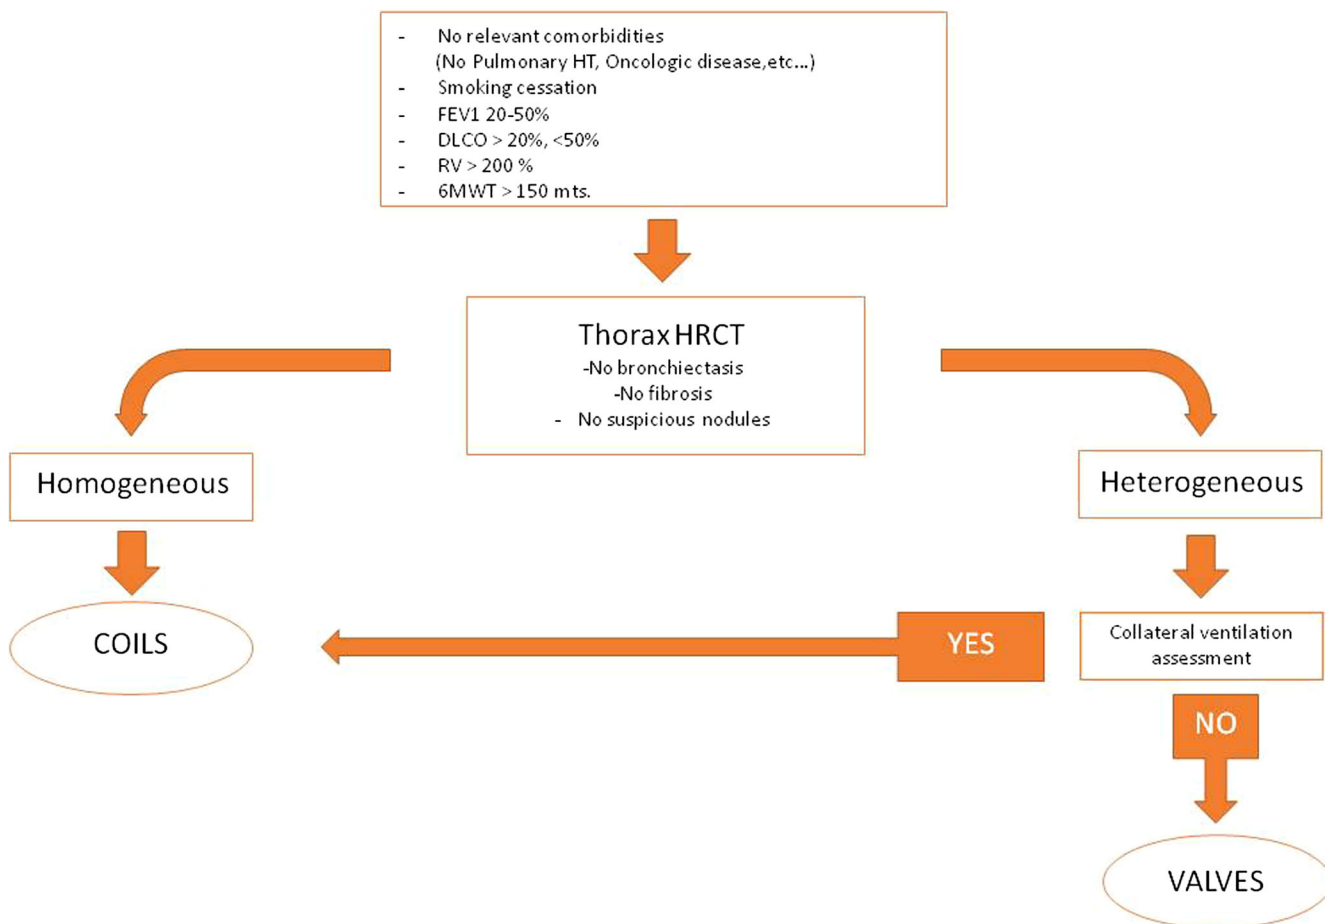 - No relevant comorbidities
(No Pulmonary HT, Oncologic disease,etc...)
- Smoking cessation
- FEV1 20-50%
- DLCO > 20%, <50%
- RV > 200 %
- 6MWT > 150 mts.
Thorax HRCT
-No bronchiectasis
-No fibrosis
- No suspicious nodules
Homogeneous
Heterogeneous
COILS
YES
Collateral ventilation
assessment
NO
VALVES